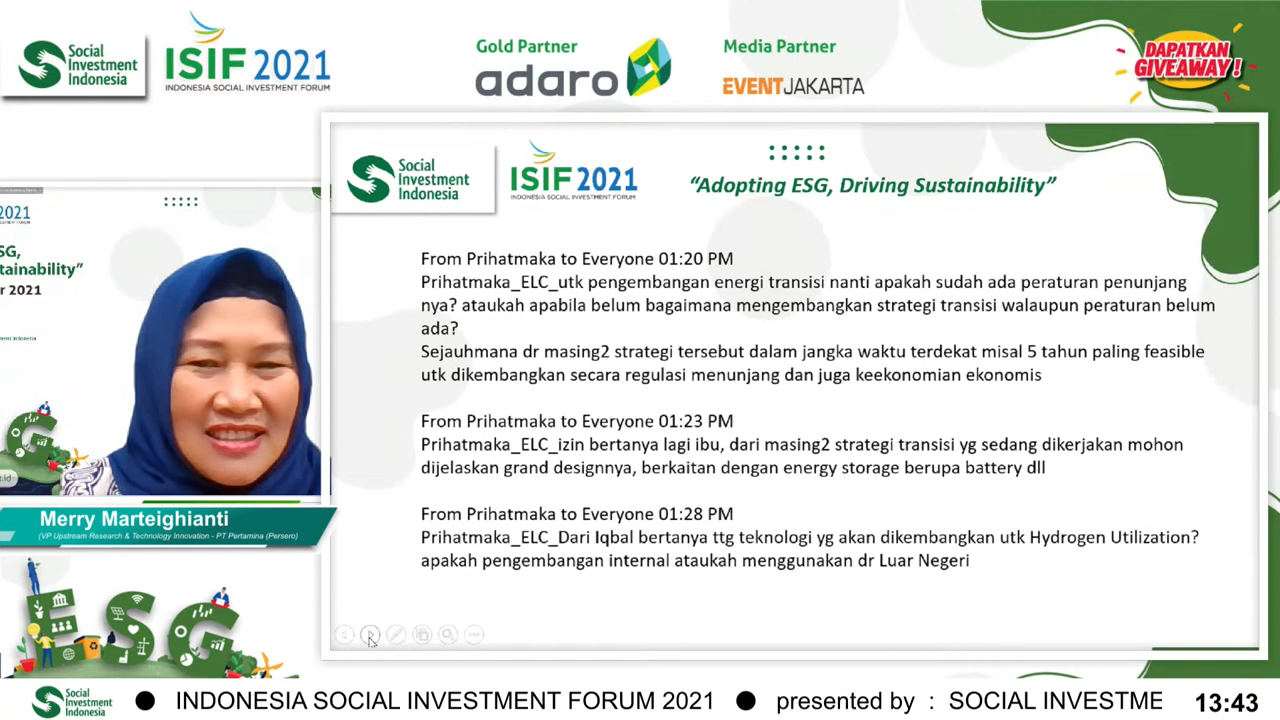 Social
Investment
Indonesia
ISIF 2021
INDONESIA SOCIAL INVESTMENT FORUM
Gold Partner
adaro
Media Partner
EVENTJAKARTA
DAPATKAN
GIVEAWAY!
Social
Investment
Indonesia
ISIF 2021
INDONESIA SOCIAL INVESTMENT FORUM
“Adopting ESG, Driving Sustainability”
From Prihatmaka to Everyone 01:20 PM
Prihatmaka_ELC_utk pengembangan energi transisi nanti apakah sudah ada peraturan penunjang
nya? ataukah apabila belum bagaimana mengembangkan strategi transisi walaupun peraturan belum
ada?
Sejauhmana dr masing2 strategi tersebut dalam jangka waktu terdekat misal 5 tahun paling feasible
utk dikembangkan secara regulasi menunjang dan juga keekonomian ekonomis
From Prihatmaka to Everyone 01:23 PM
Prihatmaka_ELC_izin bertanya lagi ibu, dari masing2 strategi transisi yg sedang dikerjakan mohon
dijelaskan grand designnya, berkaitan dengan energy storage berupa battery dll
From Prihatmaka to Everyone 01:28 PM
Prihatmaka_ELC_Dari Iqbal bertanya ttg teknologi yg akan dikembangkan utk Hydrogen Utilization?
apakah pengembangan internal ataukah menggunakan dr Luar Negeri
2021
SG,
tainability”
r 2021
t.id
Merry Marteighianti
(VP Upstream Research & Technology Innovation - PT Pertamina (Persero)
ESG
Social
Investment
Indonesia
INDONESIA SOCIAL INVESTMENT FORUM 2021 ● presented by : SOCIAL INVESTME
13:43